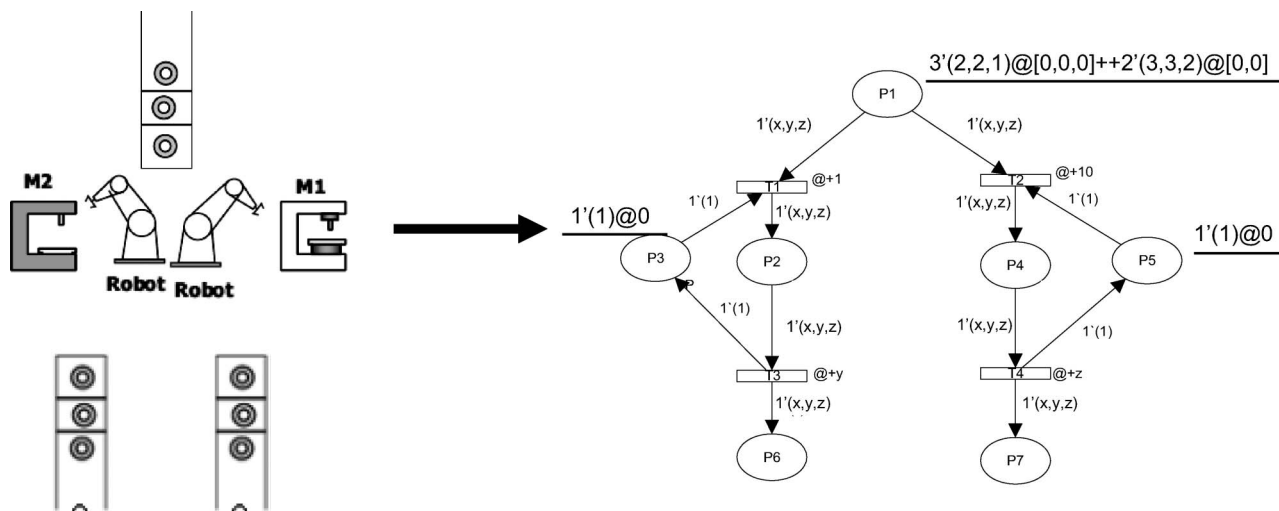 3'(2,2,1)@[0,0,0]++2'(3,3,2)@[0,0]
P1
1'(x,y,z)
1'(x,y,z)
M2
M1
T1
@+1
T2
@+10
1`(1)
1'(x,y,z)
1'(x,y,z)
1`(1)
1'(1)@0
1'(1)@0
P3
P2
P4
P5
Robot
Robot
P
1`(1)
1'(x,y,z)
1'(x,y,z)
1`(1)
T3
@+y
T4
@+z
1'(x,y,z)
1'(x,y,z)
P6
P7